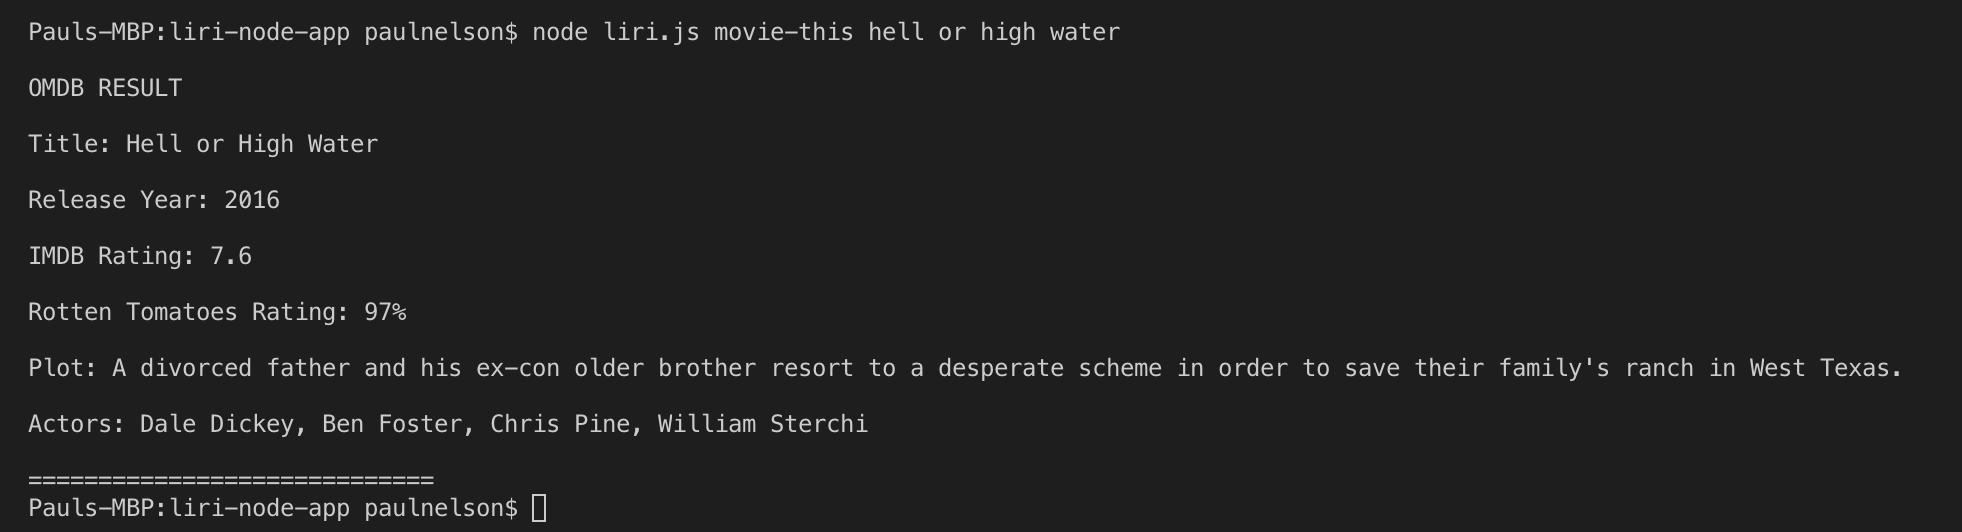 Pauls-MBP:liri-node-app paulnelson$ node liri.js movie-this hell or high water
OMDB RESULT
Title: Hell or High Water
Release Year: 2016
IMDB Rating: 7.6
Rotten Tomatoes Rating: 97%
Plot: A divorced father and his ex-con older brother resort to a desperate scheme in order to save their family's ranch in West Texas.
Actors: Dale Dickey, Ben Foster, Chris Pine, William Sterchi
=============================
Pauls-MBP:liri-node-app paulnelson$